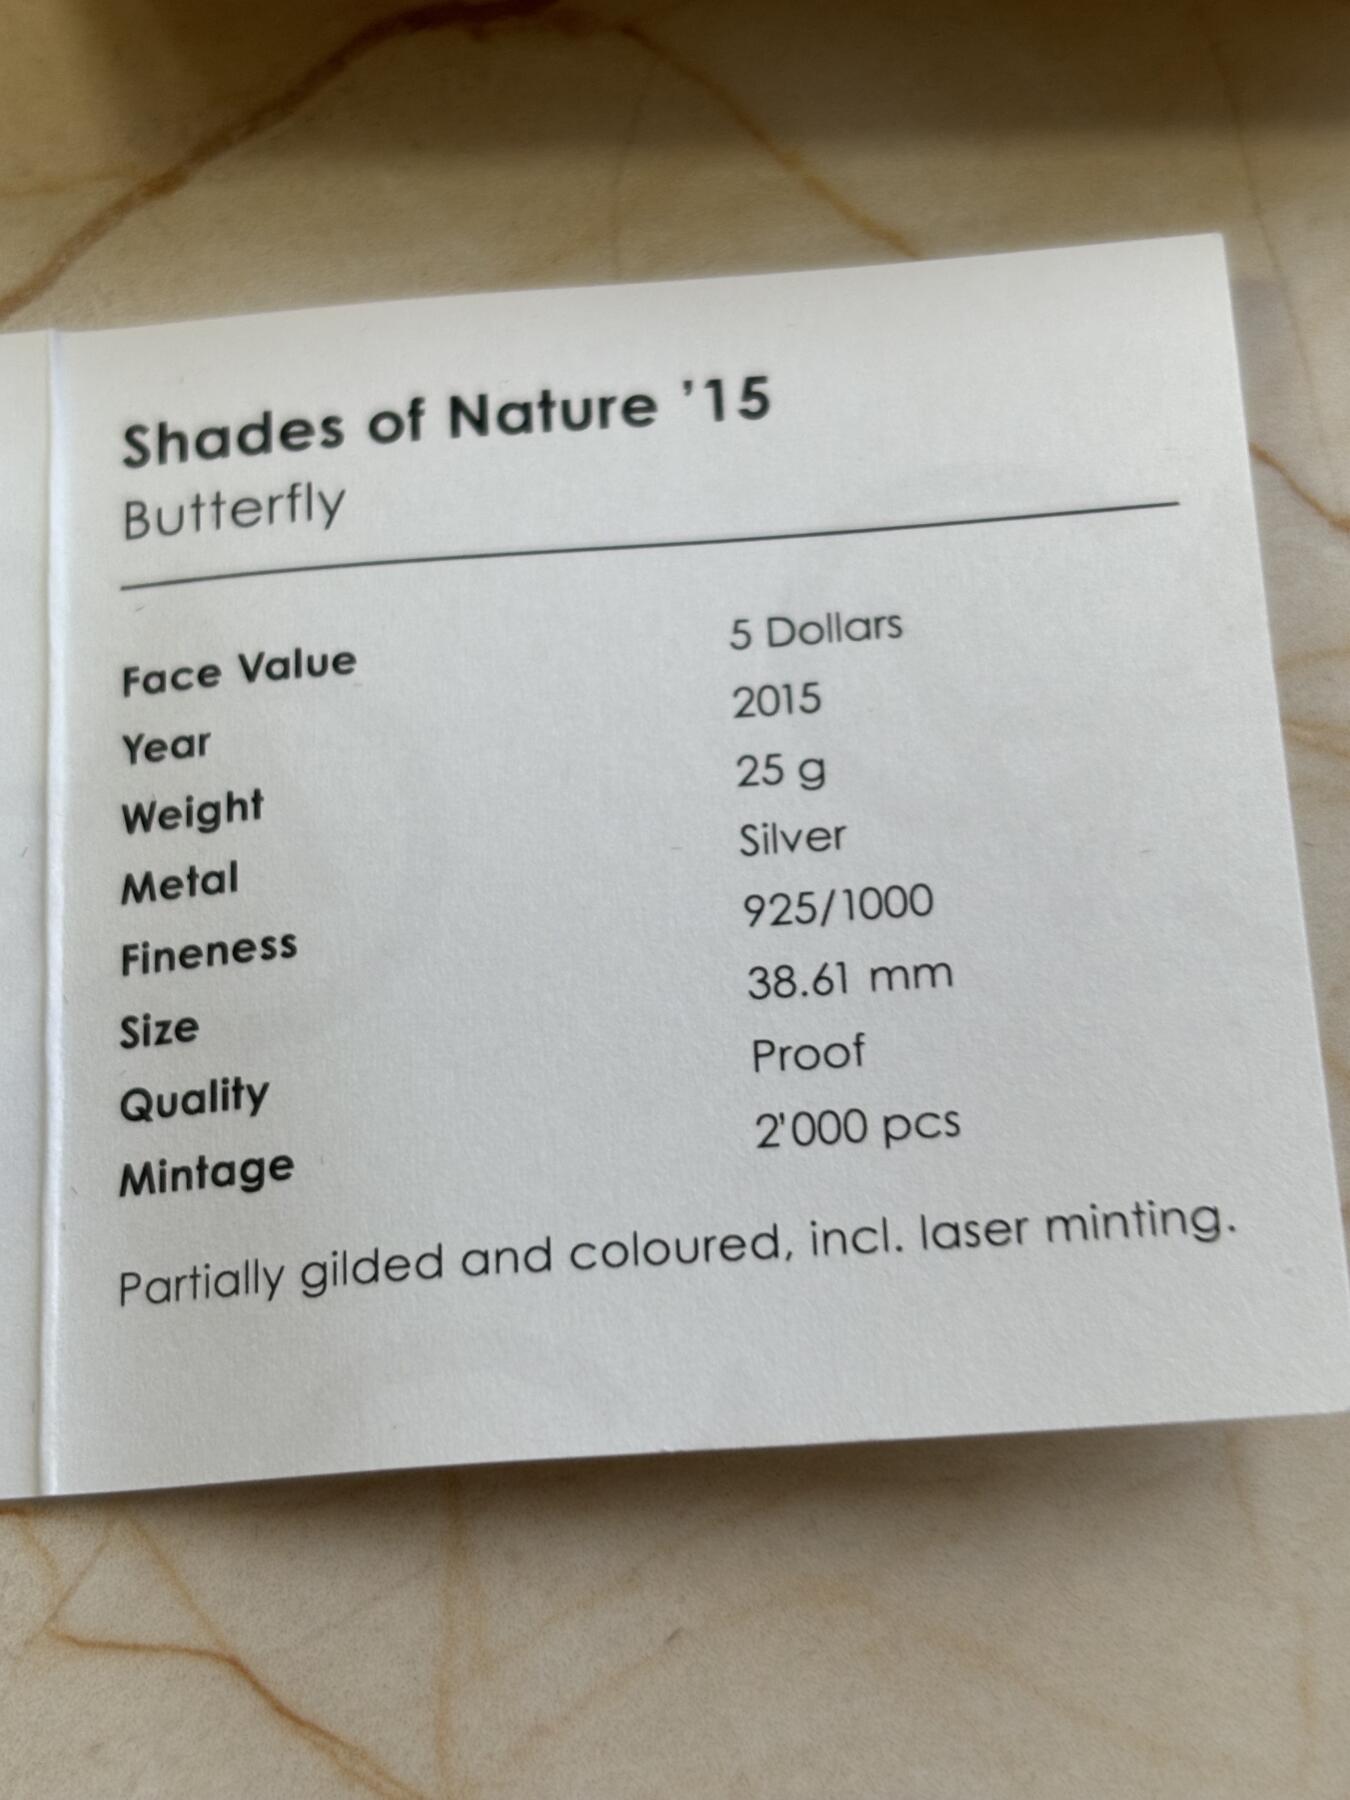 Shades of Nature ’15
Butterfly
Face Value 5 Dollars
Year 2015
Weight 25 g
Metal Silver
Fineness 925/1000
Size 38.61 mm
Quality Proof
Mintage 2'000 pcs
Partially gilded and coloured, incl. laser minting.